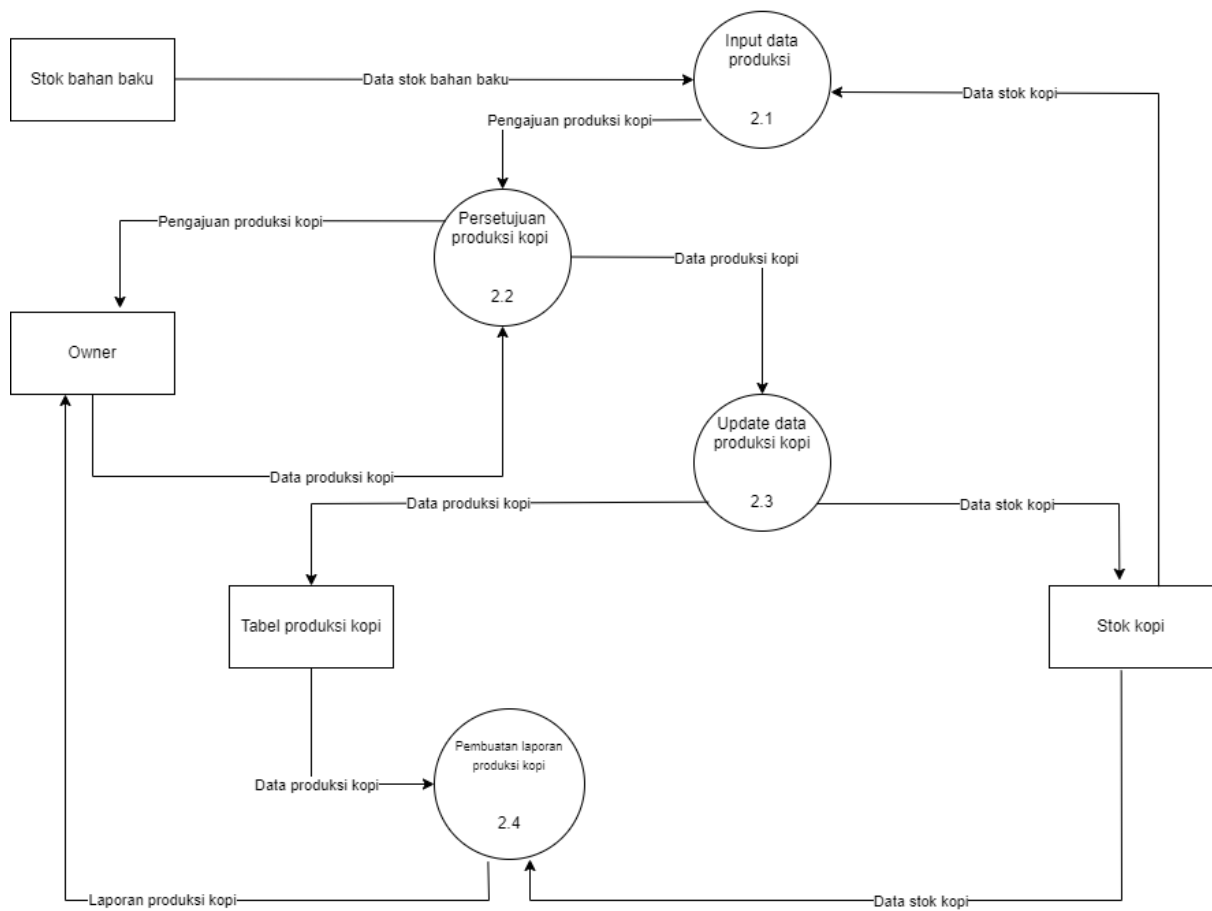 Input data
produksi
2.1
Stok bahan baku
Data stok bahan baku
Data stok kopi
Pengajuan produksi kopi
Persetujuan
produksi kopi
2.2
Pengajuan produksi kopi
Data produksi kopi
Owner
Update data
produksi kopi
2.3
Data produksi kopi
Data produksi kopi
Data stok kopi
Tabel produksi kopi
Stok kopi
Pembuatan laporan
produksi kopi
2.4
Data produksi kopi
Laporan produksi kopi
Data stok kopi